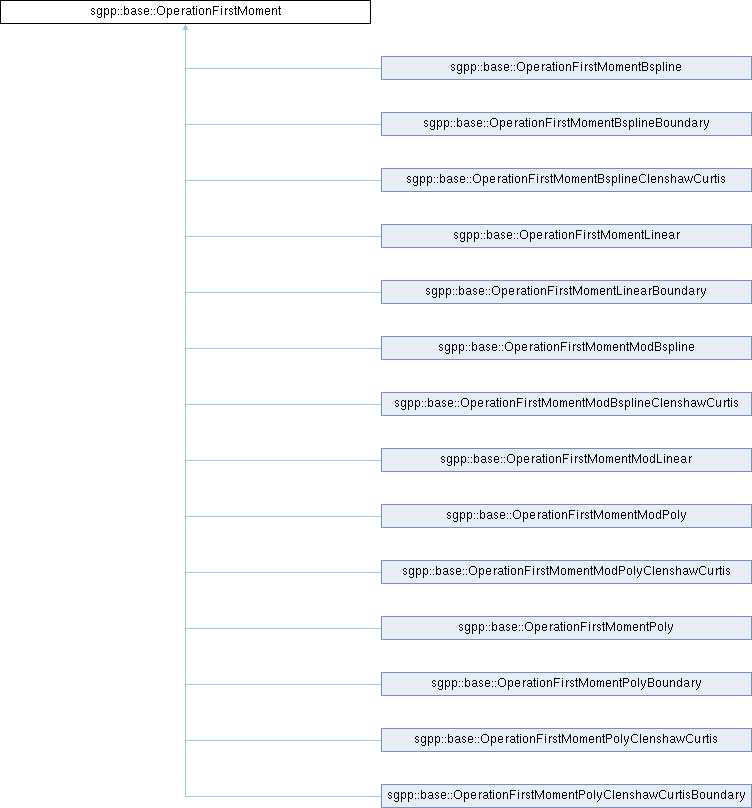 sgpp::base::OperationFirstMoment
sgpp::base::OperationFirstMomentBspline
sgpp::base::OperationFirstMomentBsplineBoundary
sgpp::base::OperationFirstMomentBsplineClenshawCurtis
sgpp::base::OperationFirstMomentLinear
sgpp::base::OperationFirstMomentLinearBoundary
sgpp::base::OperationFirstMomentModBspline
sgpp::base::OperationFirstMomentModBsplineClenshawCurtis
sgpp::base::OperationFirstMomentModLinear
sgpp::base::OperationFirstMomentModPoly
sgpp::base::OperationFirstMomentModPolyClenshawCurtis
sgpp::base::OperationFirstMomentPoly
sgpp::base::OperationFirstMomentPolyBoundary
sgpp::base::OperationFirstMomentPolyClenshawCurtis
sgpp::base::OperationFirstMomentPolyClenshawCurtisBoundary